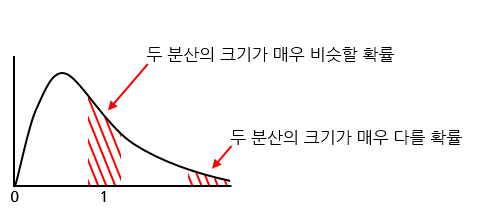 두 분산의 크기가 매우 비슷할 확률
두 분산의 크기가 매우 다를 확률
0 1